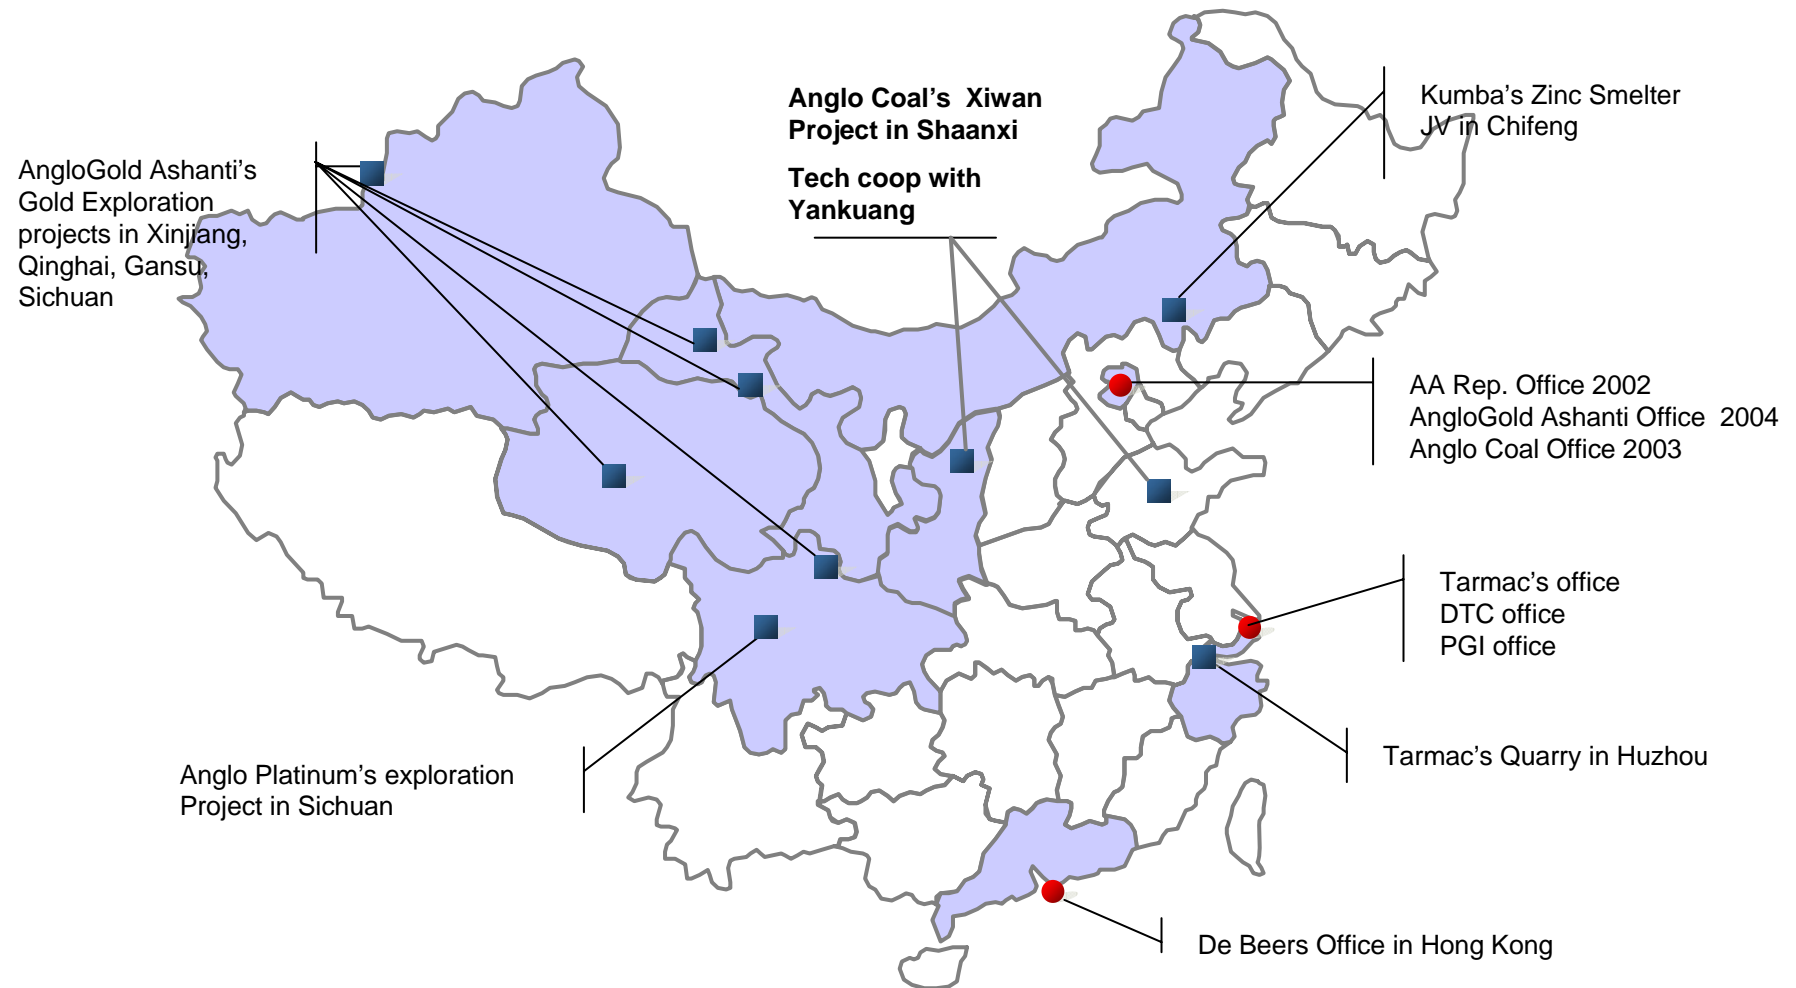 Anglo Coal's  Xiwan
Project in Shaanxi
Tech coop with
Yankuang
Kumba's Zinc Smelter
JV in Chifeng
AngloGold Ashanti's
Gold Exploration
projects in Xinjiang,
Qinghai, Gansu,
Sichuan
AA Rep. Office 2002
AngloGold Ashanti Office  2004
Anglo Coal Office 2003
Tarmac's office
DTC office
PGI office
Tarmac's Quarry in Huzhou
Anglo Platinum's exploration
Project in Sichuan
De Beers Office in Hong Kong